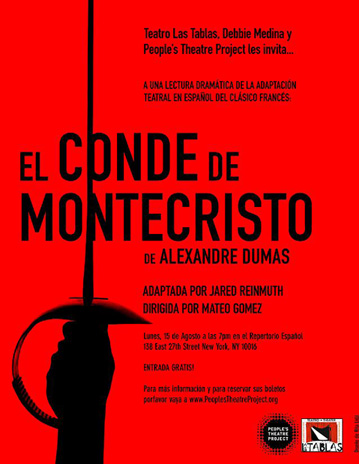 Teatro Las Tablas, Debbie Medina y
People's Theatre Project les invita...
A UNA LECTURA DRAMÁTICA DE LA ADAPTACIÓN
TEATRAL EN ESPAÑOL DEL CLÁSICO FRANCÉS:
EL CONDE DE
MONTECRISTO
DE ALEXANDRE DUMAS
ADAPTADA POR JARED REINMUTH
DIRIGIDA POR MATEO GOMEZ
Lunes, 15 de Agosto a las 7pm en el Repertorio Español
138 East 27th Street New York, NY 10016
ENTRADA GRATIS!
Para más información y para reservar sus boletos
porfavor vaya a www.PeoplesTheatreProject.org
PEOPLE'S
THEATRE
PROJECT
TABLAS